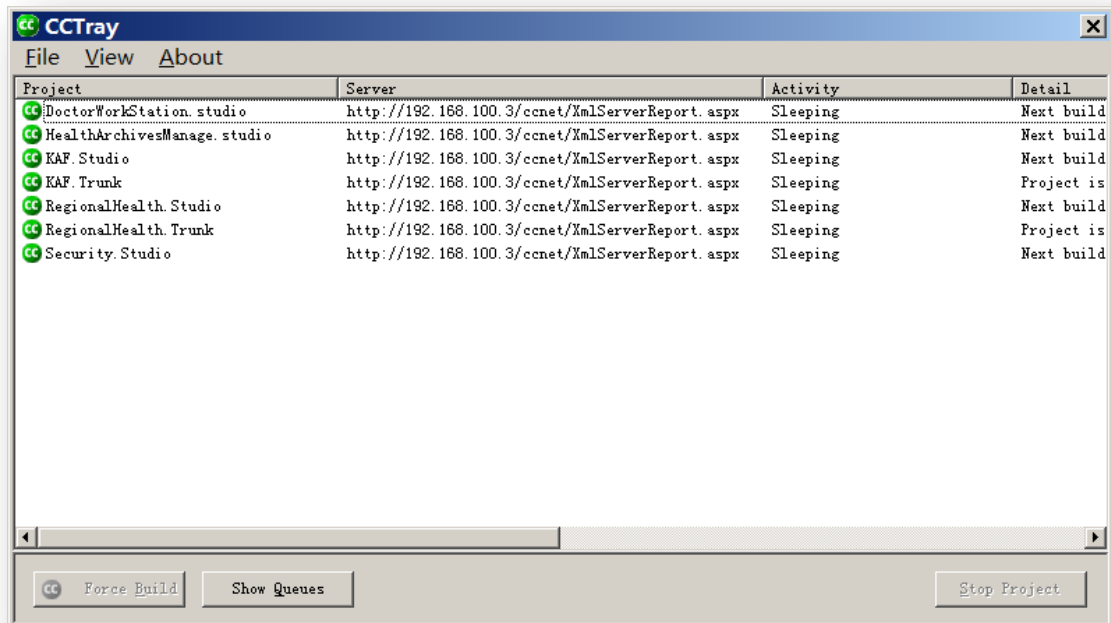 CCTray
File View About
Project Server Activity Detail
DoctorWorkStation.studio http://192.168.100.3/ccnet/XmlServerReport.aspx Sleeping Next build
HealthArchivesManage.studio http://192.168.100.3/ccnet/XmlServerReport.aspx Sleeping Next buil
KAF.Studio http://192.168.100.3/ccnet/XmlServerReport.aspx Sleeping Next build
KAF.Trunk http://192.168.100.3/ccnet/XmlServerReport.aspx Sleeping Project is
RegionalHealth.Studio http://192.168.100.3/ccnet/XmlServerReport.aspx Sleeping Next build
RegionalHealth.Trunk http://192.168.100.3/ccnet/XmlServerReport.aspx Sleeping Project is
Security.Studio http://192.168.100.3/ccnet/XmlServerReport.aspx Sleeping Next build
Force Build Show Queues Stop Project